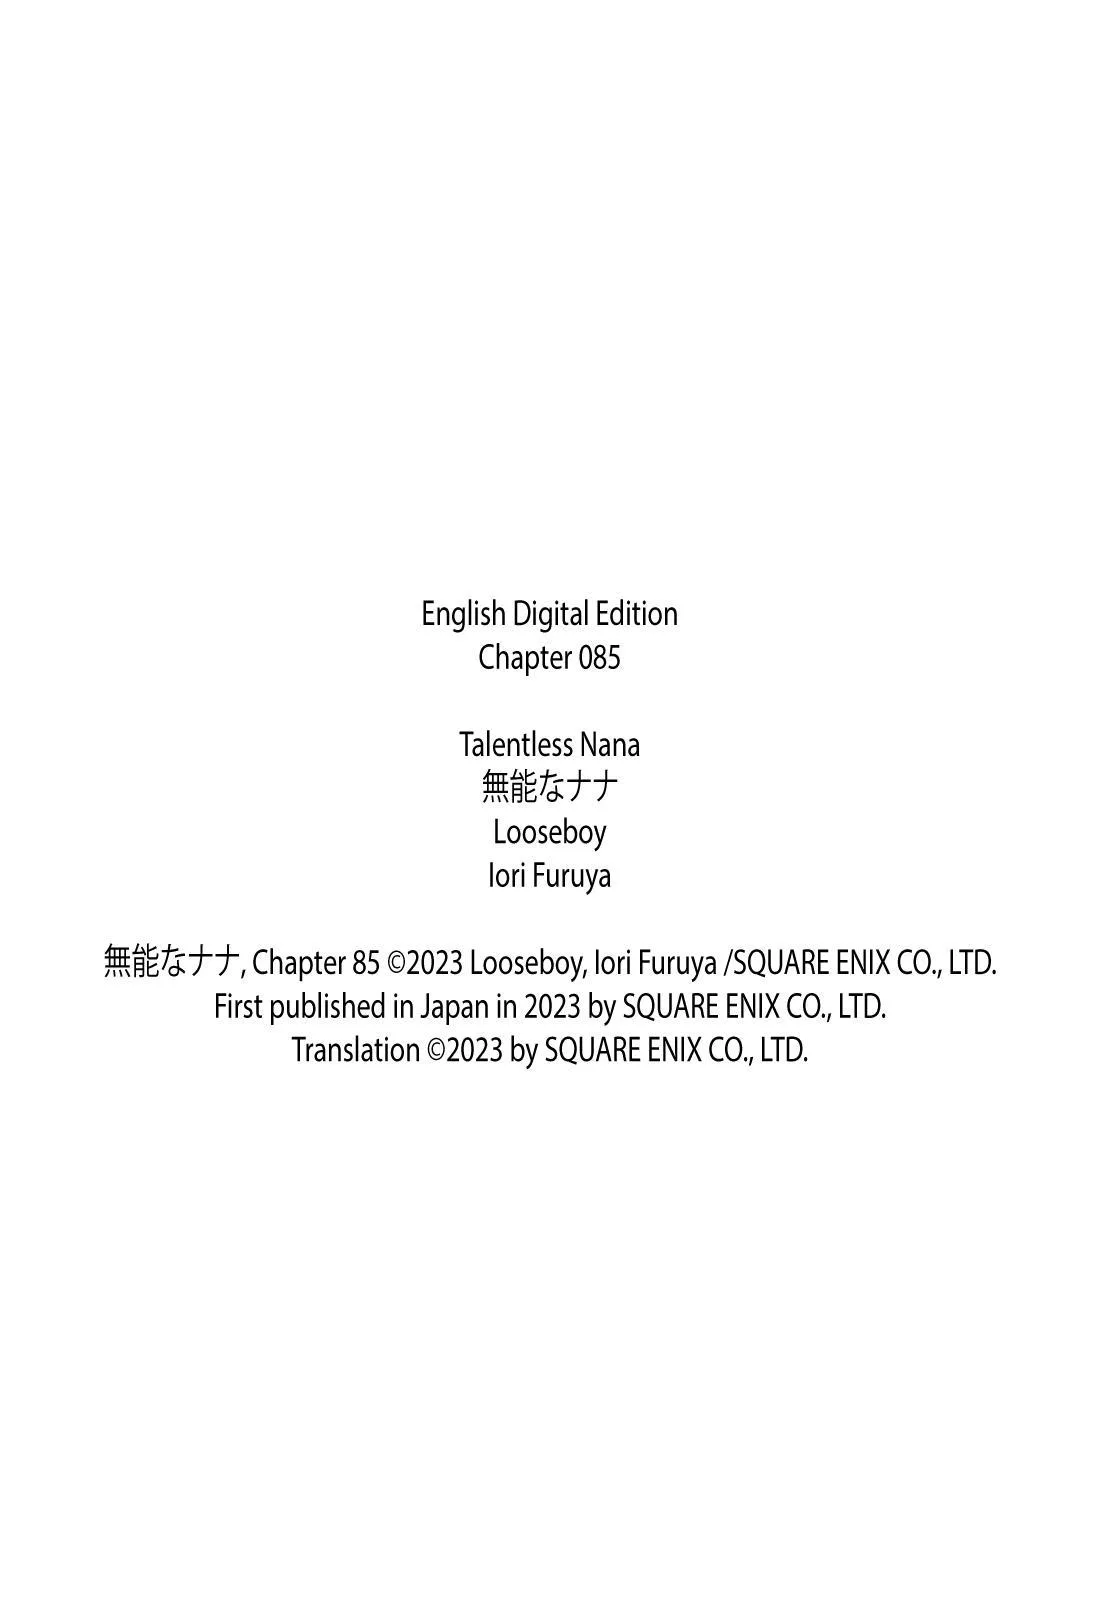 English Digital Edition
Chapter 085
Talentless Nana
無能なナナ
Looseboy
Iori Furuya
無能なナナ, Chapter 85 ©2023 Looseboy, Iori Furuya /SQUARE ENIX CO., LTD.
First published in Japan in 2023 by SQUARE ENIX CO., LTD.
Translation ©2023 by SQUARE ENIX CO., LTD.